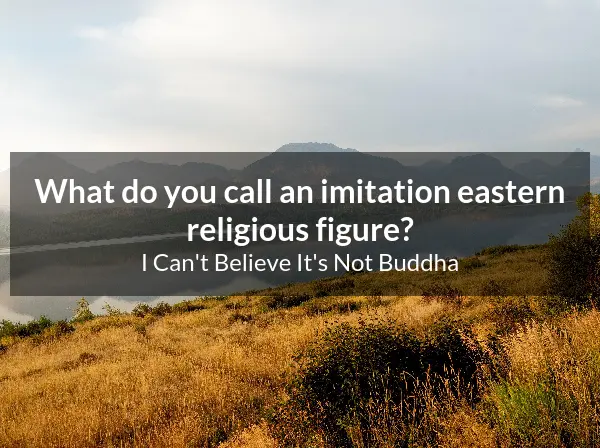 What do you call an imitation eastern
religious figure?
I Can't Believe It's Not Buddha